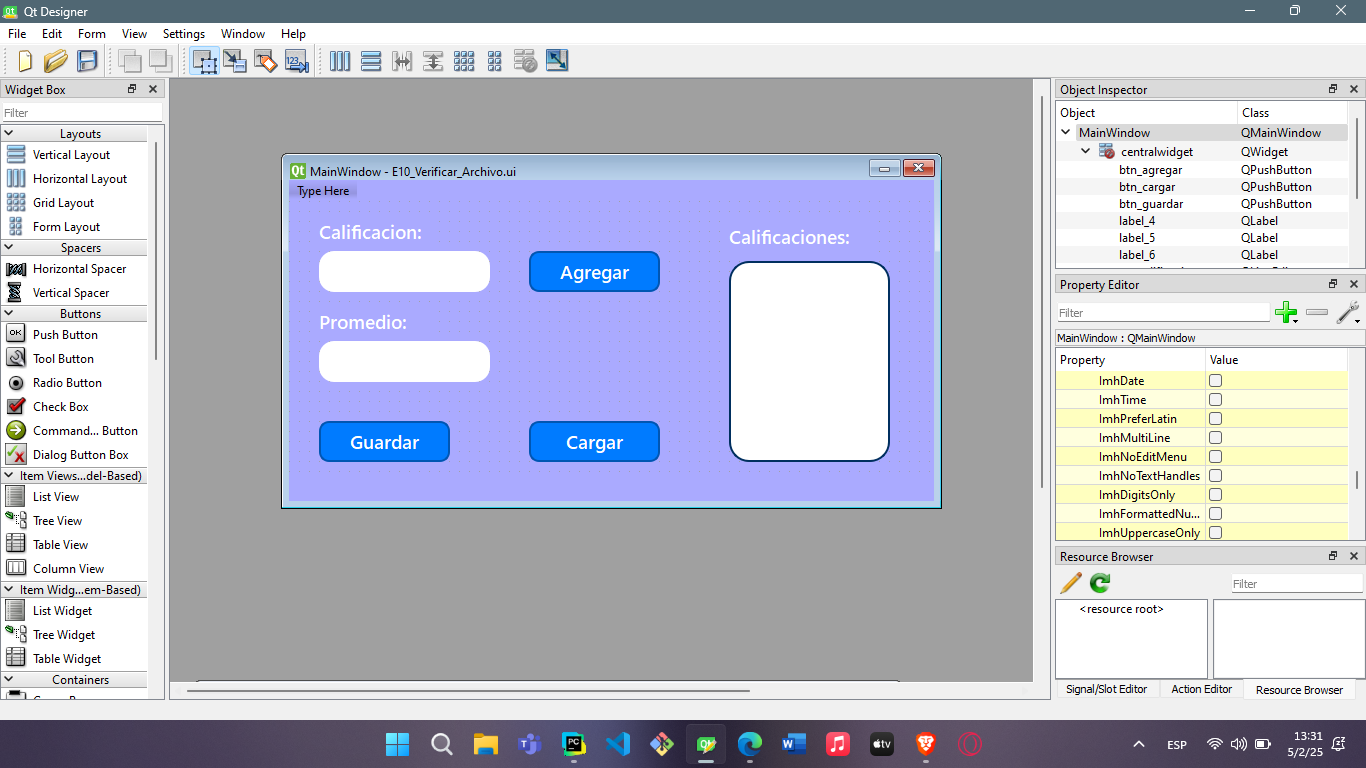 Qt Designer
File Edit Form View Settings Window Help
Widget Box
Filter
Layouts
Vertical Layout
Horizontal Layout
Grid Layout
Form Layout
Spacers
Horizontal Spacer
Vertical Spacer
Buttons
OK
Push Button
Tool Button
Radio Button
Check Box
Command... Button
Dialog Button Box
Item Views...del-Based)
List View
Tree View
Table View
Column View
Item Widg...em-Based)
List Widget
Tree Widget
Table Widget
Containers
MainWindow - E10_Verificar_Archivo.ui
Type Here
Calificacion:
Agregar
Promedio:
Guardar
Cargar
Calificaciones:
Object Inspector
Object Class
MainWindow QMainWindow
centralwidget QWidget
btn_agregar QPushButton
btn_cargar QPushButton
btn_guardar QPushButton
label_4 QLabel
label_5 QLabel
label_6 QLabel
Property Editor
Filter
MainWindow : QMainWindow
Property Value
ImhDate
ImhTime
ImhPreferLatin
ImhMultiLine
ImhNoEditMenu
ImhNoTextHandles
ImhDigitsOnly
ImhFormattedNu...
ImhUppercaseOnly
Resource Browser
Filter
<resource root>
Signal/Slot Editor Action Editor Resource Browser
ESP
13:31
5/2/25